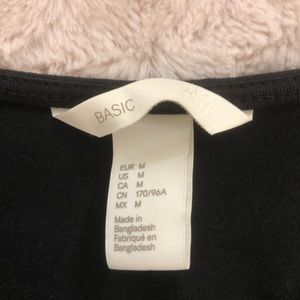 BASIC
EUR M
US M
CA M
CN 170/96A
MX M
Made in
Bangladesh
Fabriqué en
Bangladesh